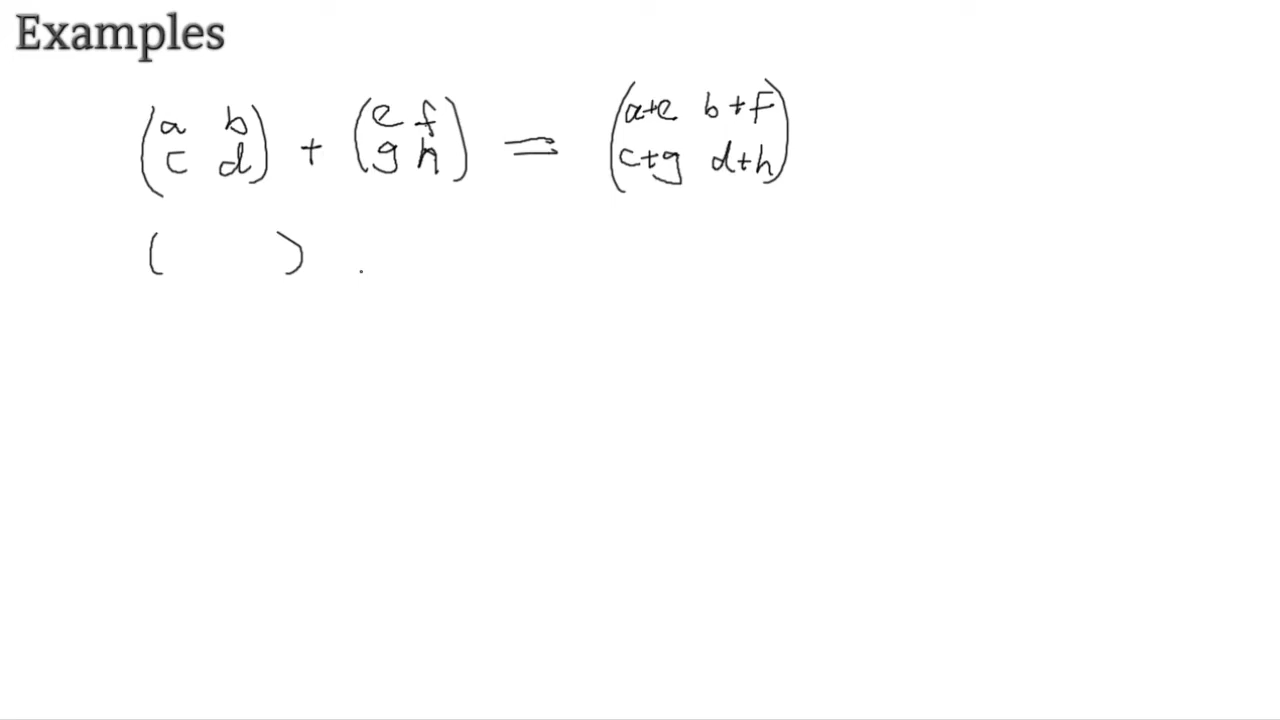 Examples
(a b
c d) + (e f
g h) = (a+e b+f
c+g d+h)
( ) .